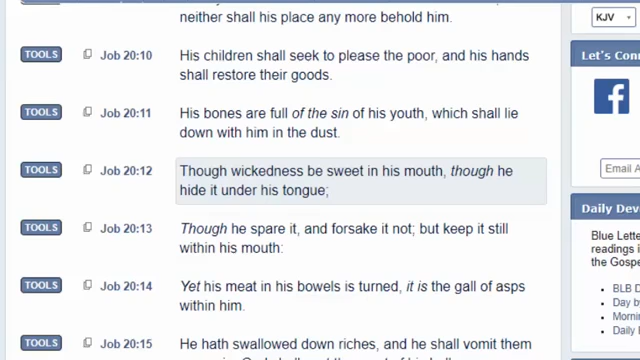 neither shall his place any more behold him.
TOOLS Job 20:10 His children shall seek to please the poor, and his hands
shall restore their goods.
TOOLS Job 20:11 His bones are full of the sin of his youth, which shall lie
down with him in the dust.
TOOLS Job 20:12 Though wickedness be sweet in his mouth, though he
hide it under his tongue;
TOOLS Job 20:13 Though he spare it, and forsake it not; but keep it still
within his mouth:
TOOLS Job 20:14 Yet his meat in his bowels is turned, it is the gall of asps
within him.
TOOLS Job 20:15 He hath swallowed down riches, and he shall vomit them
KJV
Let's Con
Email A
Daily Dev
Blue Lette
readings i
the Gospe
BLB D
Day by
Mornin
Daily